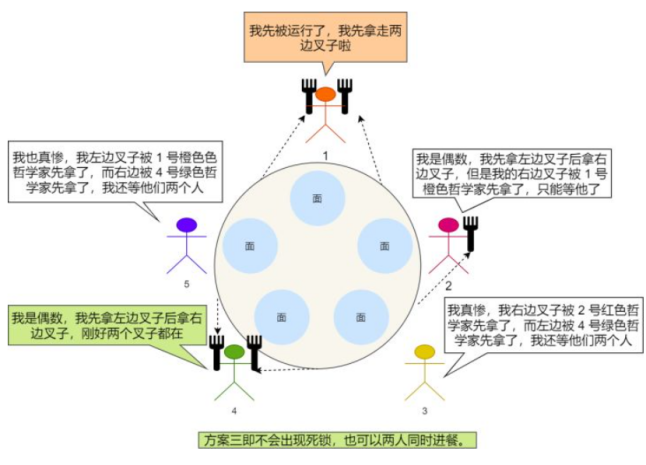 我先被运行了，我先拿走两
边叉子啦
1
我也真惨，我左边叉子被 1 号橙色色
哲学家先拿了，而右边被 4 号绿色哲
学家先拿了，我还等他们两个人
我是偶数，我先拿左边叉子后拿右
边叉子，但是我的右边叉子被 1 号
橙色哲学家先拿了，只能等他了
面
面
面
5
2
我是偶数，我先拿左边叉子后拿右
边叉子，刚好两个叉子都在
我真惨，我右边叉子被 2 号红色哲
学家先拿了，而左边被 4 号绿色哲
学家先拿了，我还等他们两个人
面
面
4
3
方案三即不会出现死锁，也可以两人同时进餐。